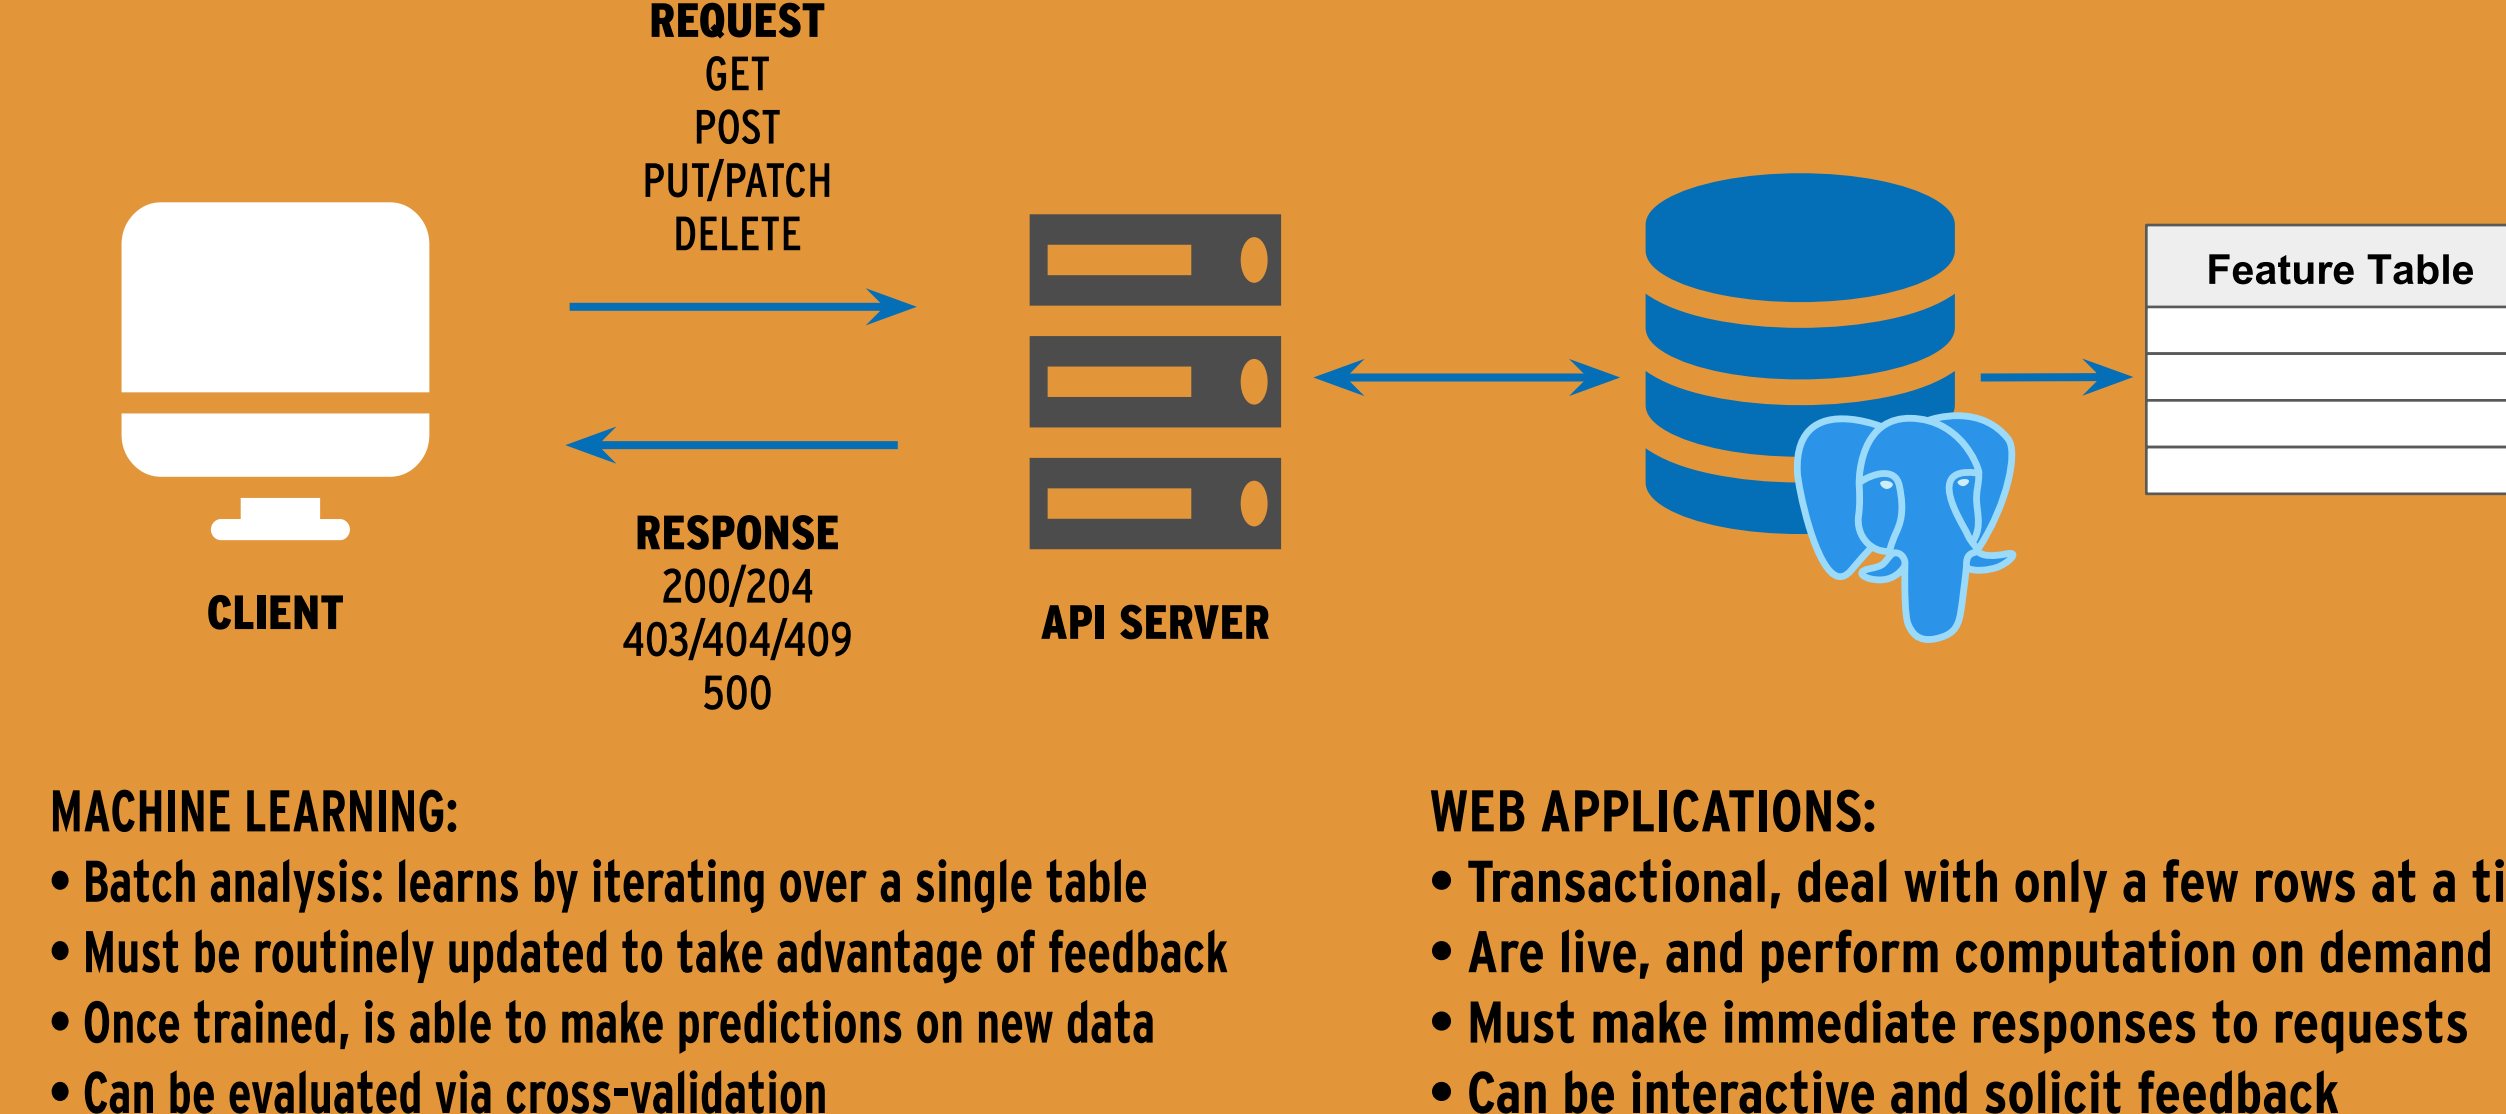 REQUEST
GET
POST
PUT/PATCH
DELETE
Feature Table
RESPONSE
200/204
403/404/409
500
CLIENT
API SERVER
MACHINE LEARNING:
• Batch analysis: learns by iterating over a single table
• Must be routinely updated to take advantage of feedback
• Once trained, is able to make predictions on new data
• Can be evaluated via cross-validation
WEB APPLICATIONS:
• Transactional, deal with only a few rows at a
• Are live, and perform computation on demand
• Must make immediate responses to requests
• Can be interactive and solicit feedback